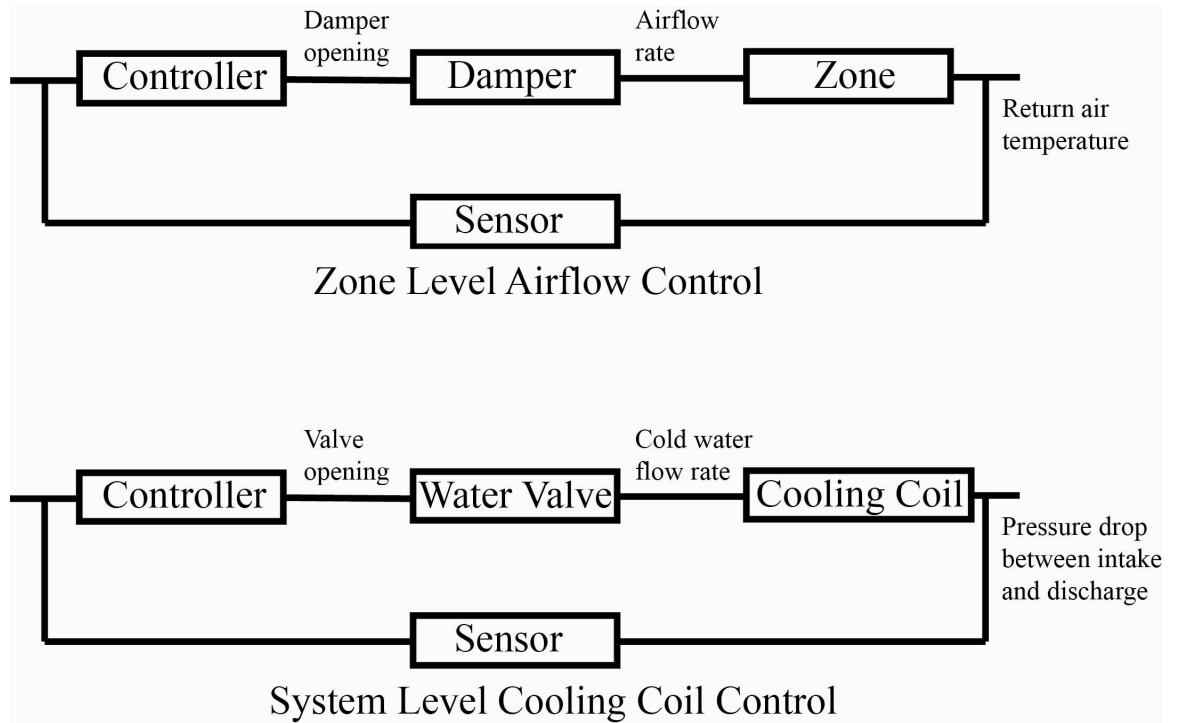 Damper
opening
Airflow
rate
Controller
Damper
Zone
Return air
temperature
Sensor
Zone Level Airflow Control
Valve
opening
Cold water
flow rate
Controller
Water Valve
Cooling Coil
Pressure drop
between intake
and discharge
Sensor
System Level Cooling Coil Control